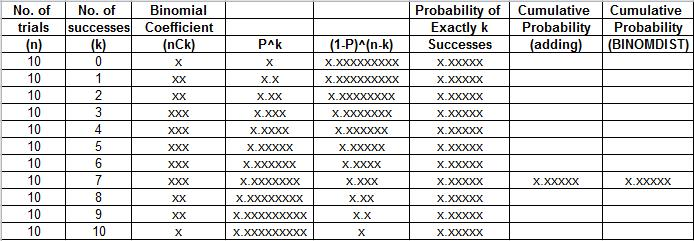 No. of No. of Binomial Probability of Cumulative Cumulative
trials successes Coefficient Exactly k Probability Probability
(n) (k) (nCk) P^k (1-P)^(n-k) Successes (adding) (BINOMDIST)
10 0 x x x.xxxxxxxxx x.xxxxx
10 1 xx x.x x.xxxxxxxxx x.xxxxx
10 2 xx x.xx x.xxxxxxxx x.xxxxx
10 3 xxx x.xxx x.xxxxxxx x.xxxxx
10 4 xxx x.xxxx x.xxxxxx x.xxxxx
10 5 xxx x.xxxxx x.xxxxx x.xxxxx
10 6 xxx x.xxxxxx x.xxxx x.xxxxx
10 7 xxx x.xxxxxxx x.xxx x.xxxxx x.xxxxx x.xxxxx
10 8 xx x.xxxxxxxx x.xx x.xxxxx
10 9 xx x.xxxxxxxxx x.x x.xxxxx
10 10 x x.xxxxxxxxx x x.xxxxx